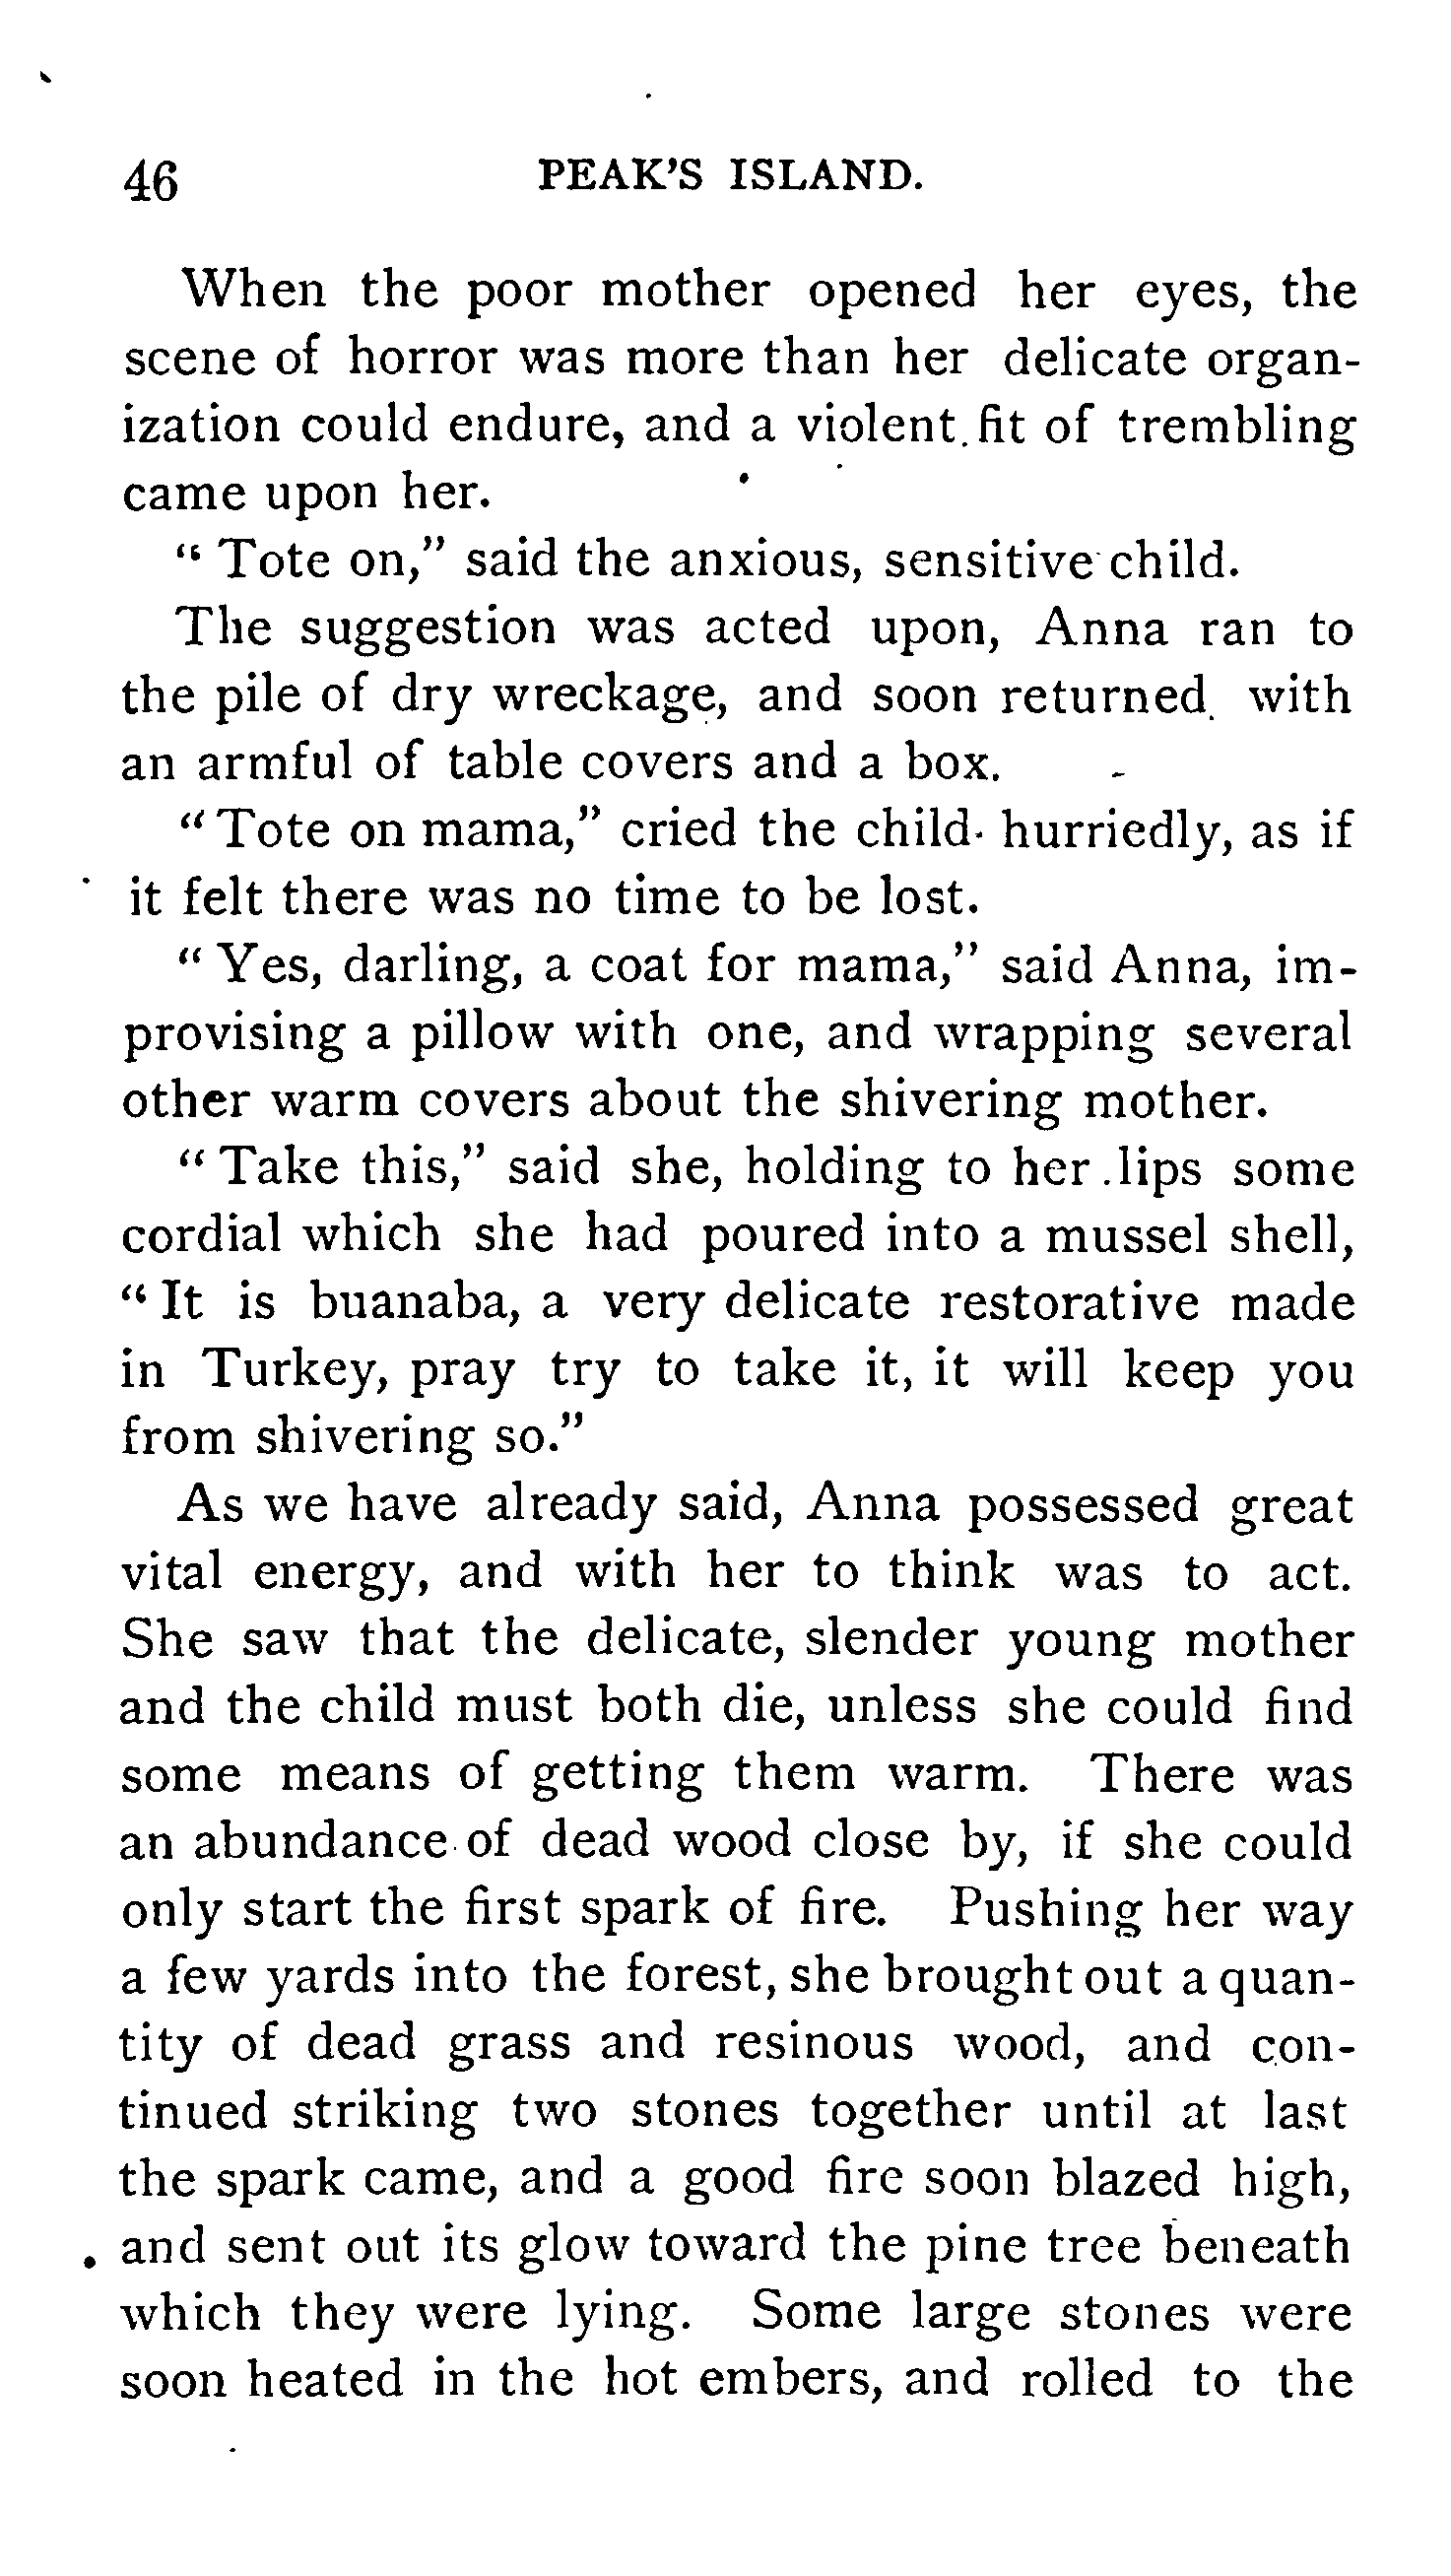 46 PEAK'S ISLAND.
When the poor mother opened her eyes, the
scene of horror was more than her delicate organ-
ization could endure, and a violent fit of trembling
came upon her.
" Tote on," said the anxious, sensitive child.
The suggestion was acted upon, Anna ran to
the pile of dry wreckage, and soon returned with
an armful of table covers and a box.
" Tote on mama," cried the child hurriedly, as if
it felt there was no time to be lost.
" Yes, darling, a coat for mama," said Anna, im-
provising a pillow with one, and wrapping several
other warm covers about the shivering mother.
" Take this," said she, holding to her lips some
cordial which she had poured into a mussel shell,
" It is buanaba, a very delicate restorative made
in Turkey, pray try to take it, it will keep you
from shivering so."
As we have already said, Anna possessed great
vital energy, and with her to think was to act.
She saw that the delicate, slender young mother
and the child must both die, unless she could find
some means of getting them warm. There was
an abundance of dead wood close by, if she could
only start the first spark of fire. Pushing her way
a few yards into the forest, she brought out a quan-
tity of dead grass and resinous wood, and con-
tinued striking two stones together until at last
the spark came, and a good fire soon blazed high,
and sent out its glow toward the pine tree beneath
which they were lying. Some large stones were
soon heated in the hot embers, and rolled to the